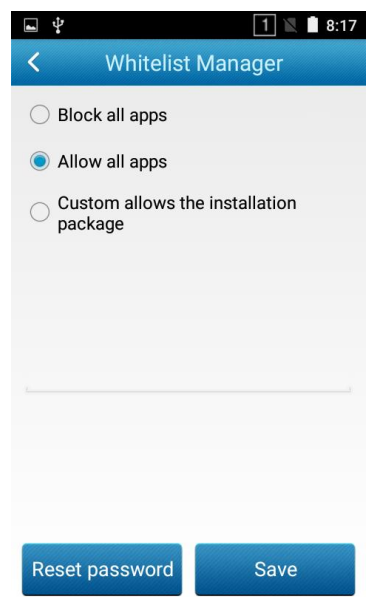 1 8:17
Whitelist Manager
Block all apps
Allow all apps
Custom allows the installation
package
Reset password Save